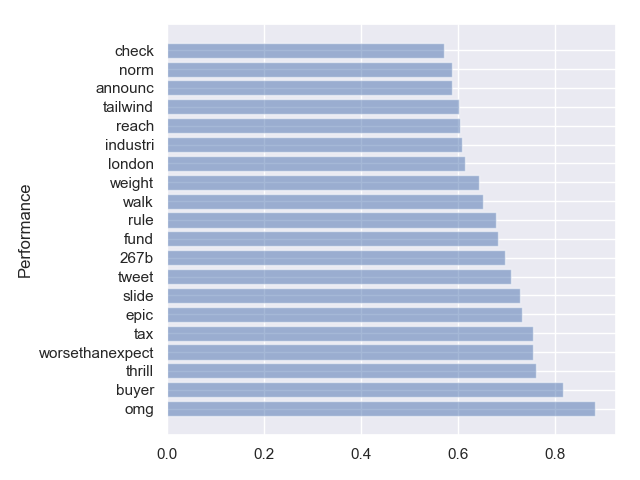 check
norm
announc
tailwind
reach
industri
london
weight
walk
rule
fund
267b
tweet
slide
epic
tax
worsethanexpect
thrill
buyer
omg
Performance
0.0 0.2 0.4 0.6 0.8